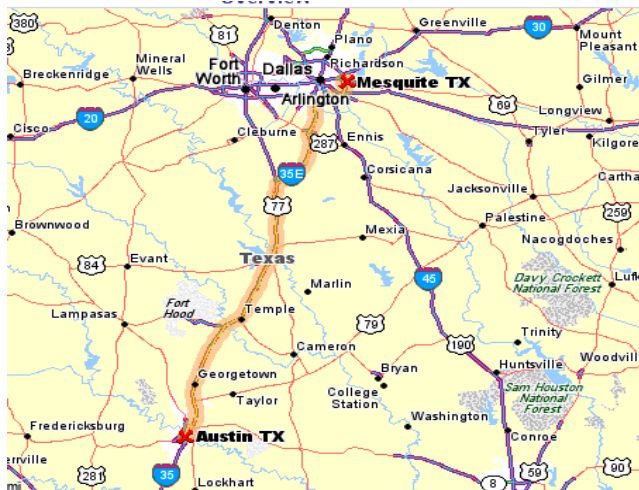 Overview
380
Denton
Greenville
30
81
Plano
Mount
Pleasant
Richardson
Mineral
Wells
Fort
Worth
Dallas
Mesquite TX
Breckenridge
Gilmer
Arlington
69
Longview
20
Cisco
Cleburne
287
Ennis
Tyler
Kilgore
35E
Corsicana
Cartha
77
Jacksonville
259
Brownwood
Palestine
Mexia
Nacogdoches
84
Evant
Texas
45
Davy Crockett
National Forest
Lufk
Marlin
Fort
Hood
Lampasas
Temple
79
Trinity
190
Cameron
Woodvill
Bryan
Huntsville
Georgetown
College
Station
Sam Houston
National
Forest
Taylor
Washington
Fredericksburg
Austin TX
Conroe
errville
281
35
Lockhart
8
59
90
mi